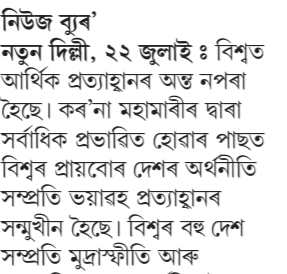 নিউজ ব্যুৰ’
নতুন দিল্লী, ২২ জুলাই ঃ বিশ্বত
আৰ্থিক প্ৰত্যাহ্বানৰ অন্ত নপৰা
হৈছে। কৰ’না মহামাৰীৰ দ্বাৰা
সৰ্বাধিক প্ৰভাৱিত হোৱাৰ পাছত
বিশ্বৰ প্ৰায়বোৰ দেশৰ অৰ্থনীতি
সম্প্ৰতি ভয়াৱহ প্ৰত্যাহ্বানৰ
সন্মুখীন হৈছে। বিশ্বৰ বহু দেশ
সম্প্ৰতি মুদ্ৰাস্ফীতি আৰু